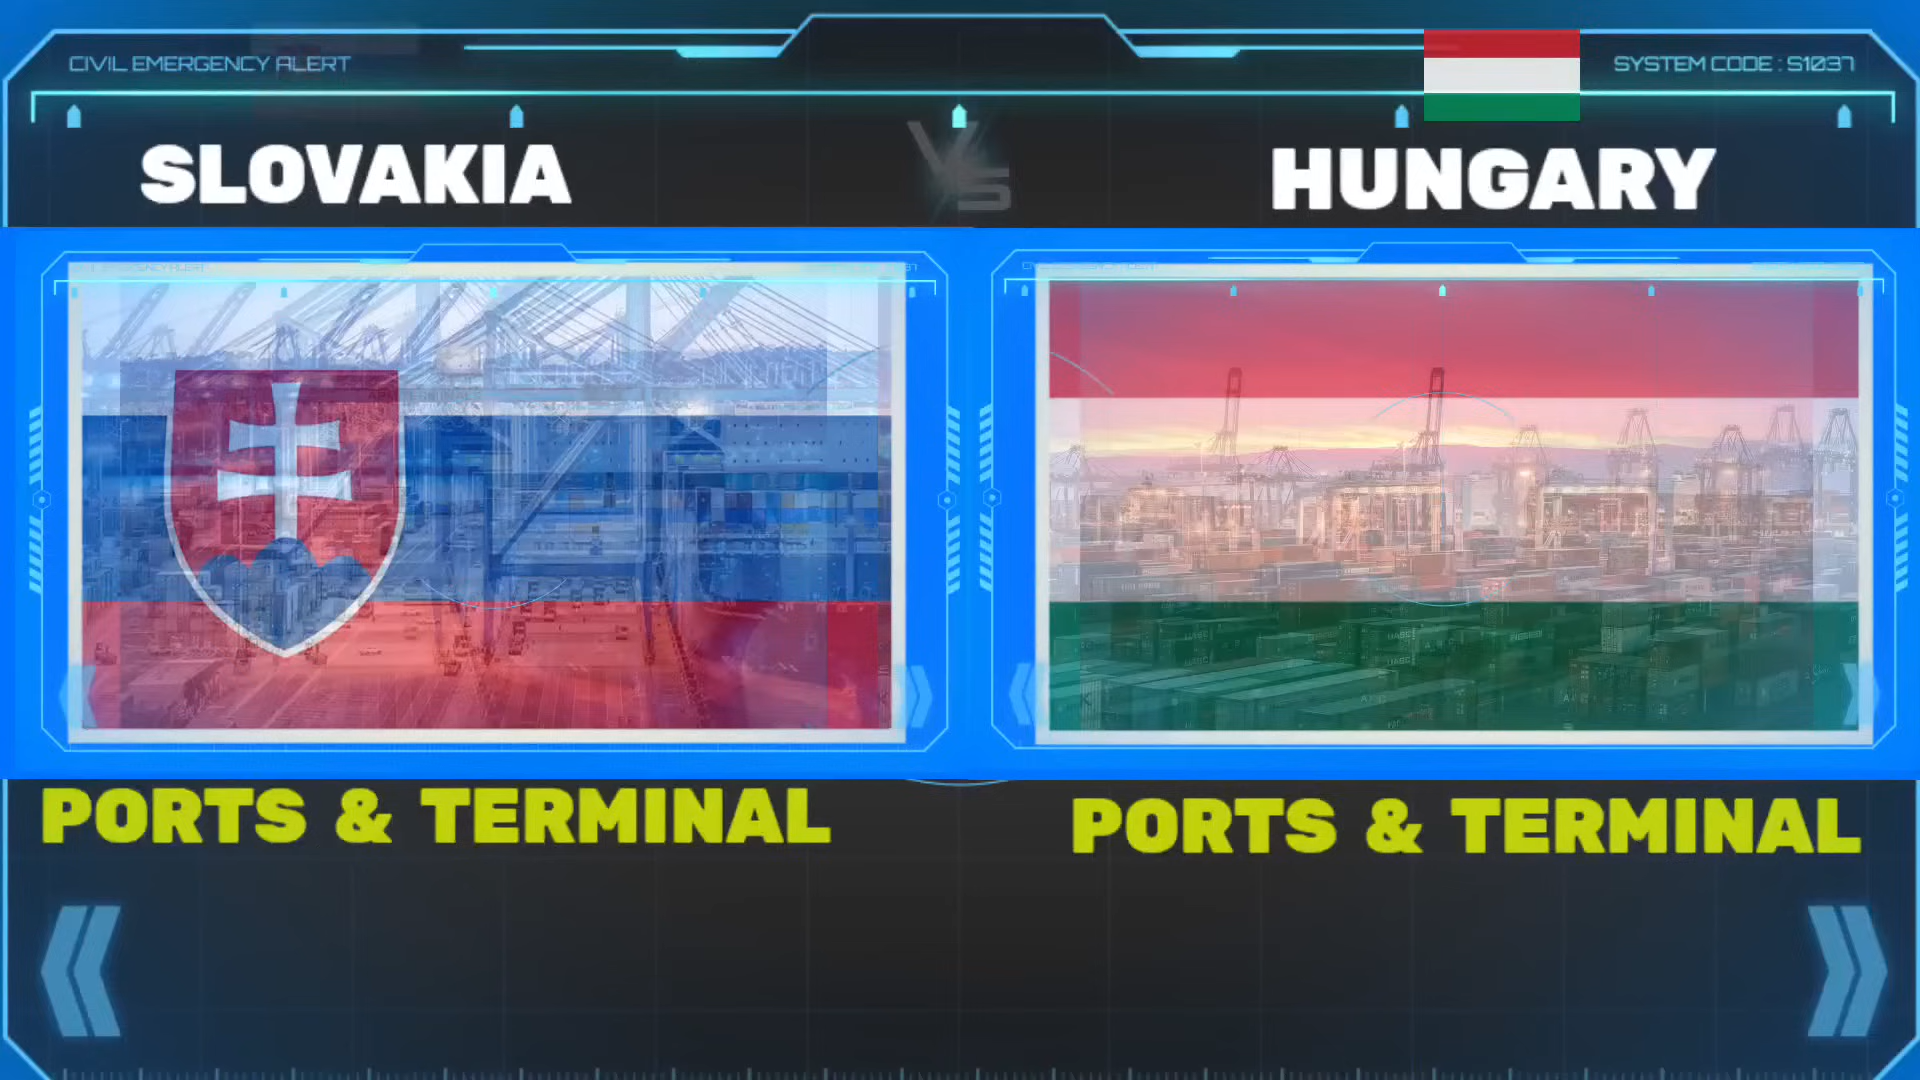 CIVIL EMERGENCY ALERT
SYSTEM CODE : S1037
SLOVAKIA
VS
HUNGARY
PORTS & TERMINAL
PORTS & TERMINAL